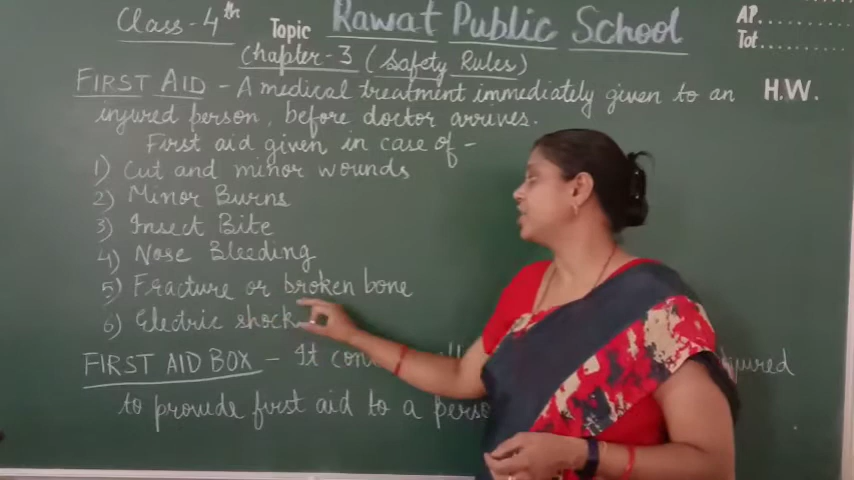 Rawat Public School
Class-4th Topic
AP..........
Tot..........
Chapter-3 (Safety Rules)
FIRST AID - A medical treatment immediately given to an
injured person, before doctor arrives.
H.W.
First aid given in case of -
1) Cut and minor wounds
2) Minor Burns
3) Insect Bite
4) Nose Bleeding
5) Fracture or broken bone
6) Electric shock
FIRST AID BOX - It
to provide first aid to a